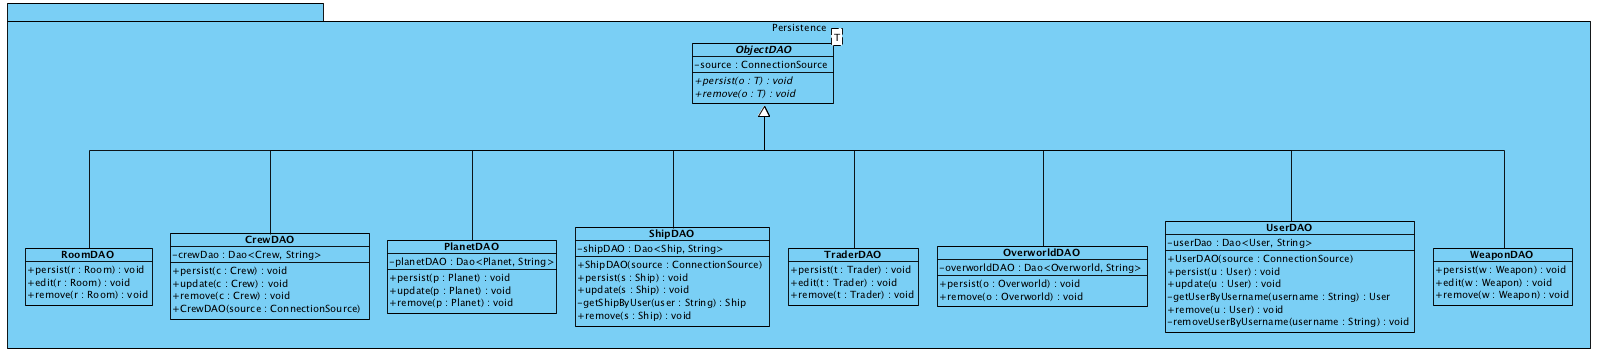 Persistence
T
ObjectDAO
-source : ConnectionSource
+persist(o : T) : void
+remove(o : T) : void
RoomDAO
+persist(r : Room) : void
+edit(r : Room) : void
+remove(r : Room) : void
CrewDAO
-crewDao : Dao<Crew, String>
+persist(c : Crew) : void
+update(c : Crew) : void
+remove(c : Crew) : void
+CrewDAO(source : ConnectionSource)
PlanetDAO
-planetDAO : Dao<Planet, String>
+persist(p : Planet) : void
+update(p : Planet) : void
+remove(p : Planet) : void
ShipDAO
-shipDAO : Dao<Ship, String>
+ShipDAO(source : ConnectionSource)
+persist(s : Ship) : void
+update(s : Ship) : void
-getShipByUser(user : String) : Ship
+remove(s : Ship) : void
TraderDAO
+persist(t : Trader) : void
+edit(t : Trader) : void
+remove(t : Trader) : void
OverworldDAO
-overworldDAO : Dao<Overworld, String>
+persist(o : Overworld) : void
+remove(o : Overworld) : void
UserDAO
-userDao : Dao<User, String>
+UserDAO(source : ConnectionSource)
+persist(u : User) : void
+update(u : User) : void
-getUserByUsername(username : String) : User
+remove(u : User) : void
-removeUserByUsername(username : String) : void
WeaponDAO
+persist(w : Weapon) : void
+edit(w : Weapon) : void
+remove(w : Weapon) : void